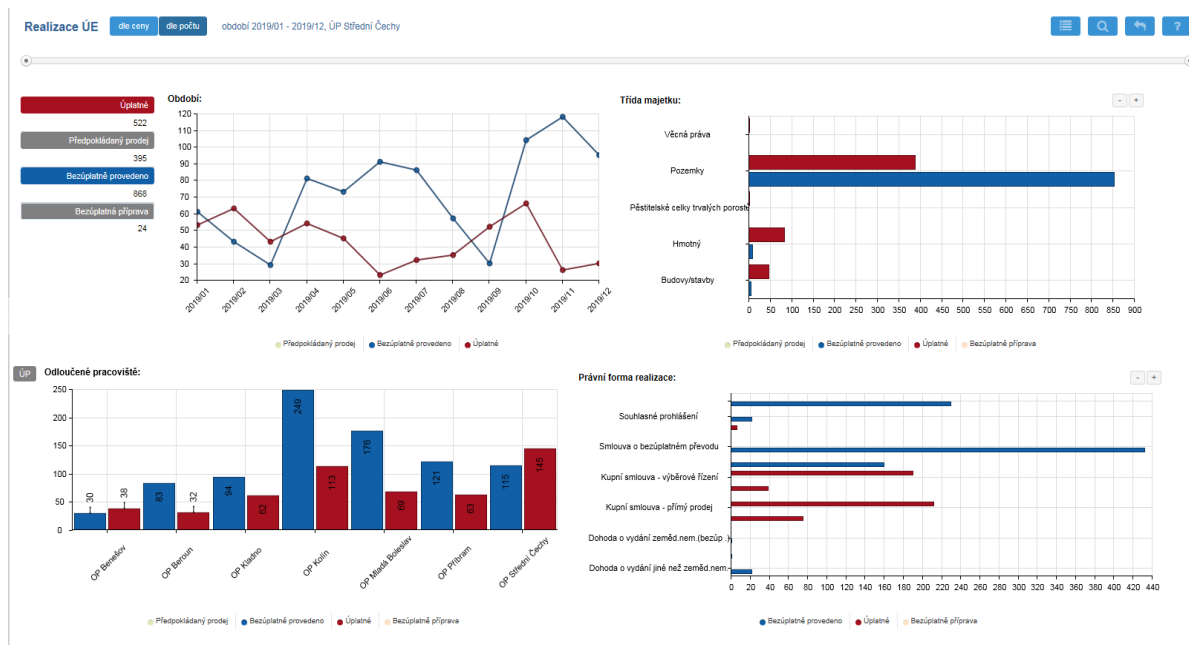 Realizace ÚE
dle ceny
dle počtu
období 2019/01 - 2019/12, ÚP Střední Čechy
?
Úplatné
522
Předpokládaný prodej
395
Bezúplatně provedeno
868
Bezúplatná příprava
24
Období:
120
110
100
90
80
70
60
50
40
30
20
2019/01
2019/02
2019/03
2019/04
2019/05
2019/06
2019/07
2019/08
2019/09
2019/10
2019/11
2019/12
Předpokládaný prodej
Bezúplatně provedeno
Úplatné
Třída majetku:
- +
Věcná práva
Pozemky
Pěstitelské celky trvalých porostů
Hmotný
Budovy/stavby
0 50 100 150 200 250 300 350 400 450 500 550 600 650 700 750 800 850 900
Předpokládaný prodej
Bezúplatně provedeno
Úplatné
Bezúplatně příprava
ÚP
Odloučené pracoviště:
250
200
150
100
50
0
30 38 83 32 94 62 249 113 176 69 121 63 115 145
OP Benešov
OP Beroun
OP Kladno
OP Kolín
OP Mladá Boleslav
OP Příbram
OP Střední Čechy
Předpokládaný prodej
Bezúplatně provedeno
Úplatné
Bezúplatně příprava
Právní forma realizace:
- +
Souhlasné prohlášení
Smlouva o bezúplatném převodu
Kupní smlouva - výběrové řízení
Kupní smlouva - přímý prodej
Dohoda o vydání zeměd.nem.(bezúp .)
Dohoda o vydání jiné než zeměd.nem.
0 20 40 60 80 100 120 140 160 180 200 220 240 260 280 300 320 340 360 380 400 420 440
Bezúplatně provedeno
Úplatné
Bezúplatně příprava